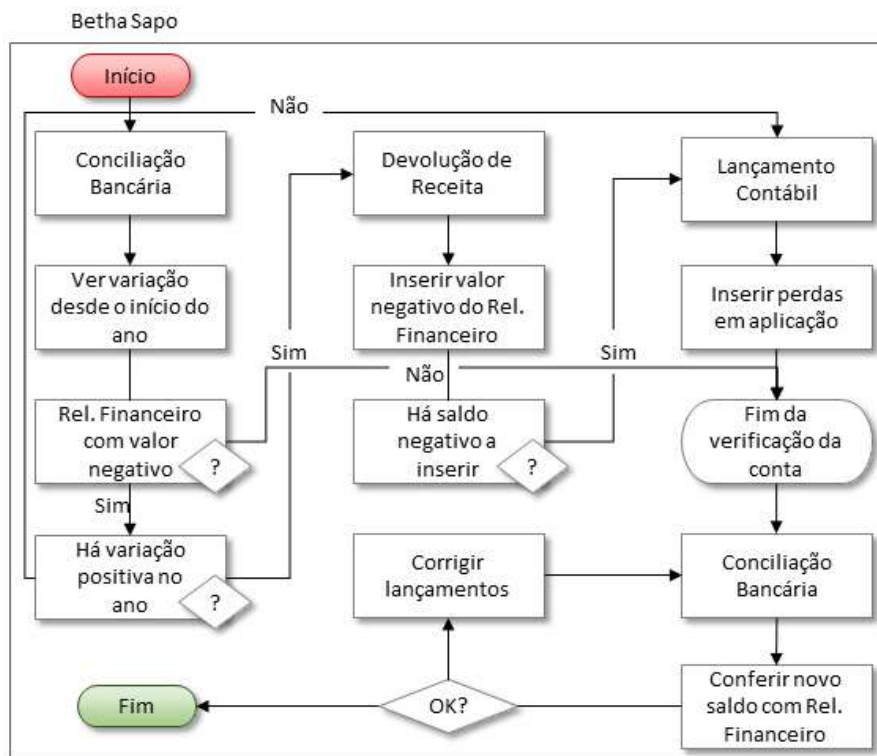 Betha Sapo
Início
Não
Conciliação
Bancária
Ver variação
desde o início do
ano
Rel. Financeiro
com valor
negativo
?
Sim
Há variação
positiva no
ano
?
Devolução de
Receita
Inserir valor
negativo do Rel.
Financeiro
Sim
Não
Há saldo
negativo a
inserir
?
Sim
Lançamento
Contábil
Inserir perdas
em aplicação
Fim da
verificação da
conta
Conciliação
Bancária
Conferir novo
saldo com Rel.
Financeiro
Corrigir
lançamentos
OK?
Fim